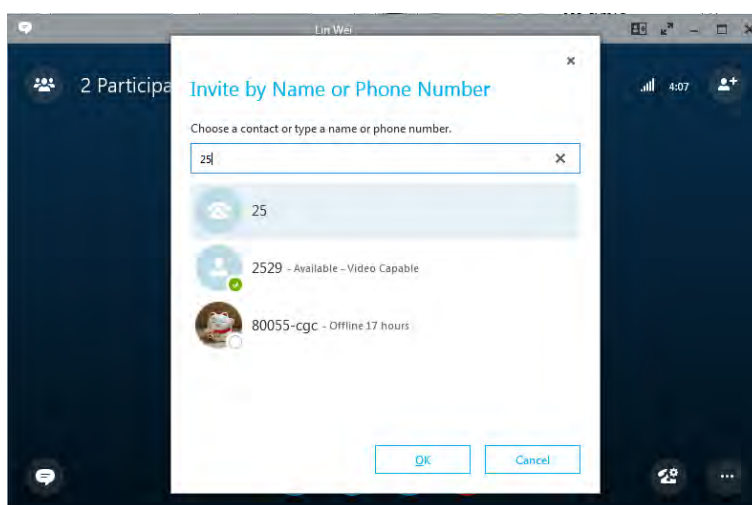 Lin Wei
2 Participa
4:07
Invite by Name or Phone Number
Choose a contact or type a name or phone number.
25
25
2529 - Available - Video Capable
80055-cgc - Offline 17 hours
OK
Cancel